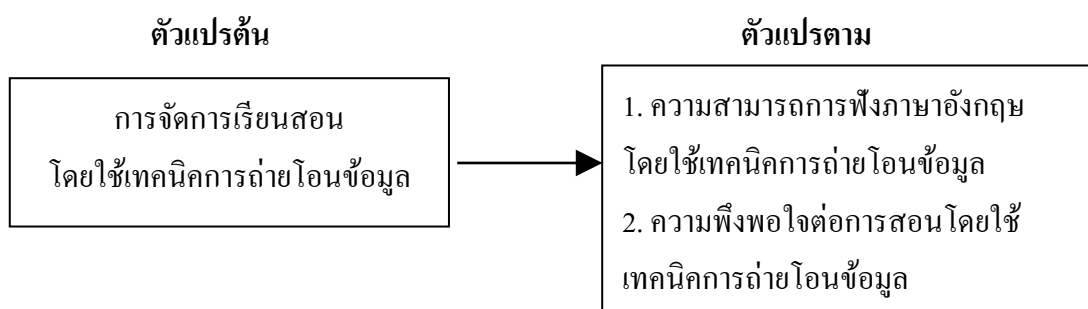 ตัวแปรต้น
การจัดการเรียนสอน
โดยใช้เทคนิคการถ่ายโอนข้อมูล
ตัวแปรตาม
1. ความสามารถการฟังภาษาอังกฤษ
โดยใช้เทคนิคการถ่ายโอนข้อมูล
2. ความพึงพอใจต่อการสอนโดยใช้
เทคนิคการถ่ายโอนข้อมูล